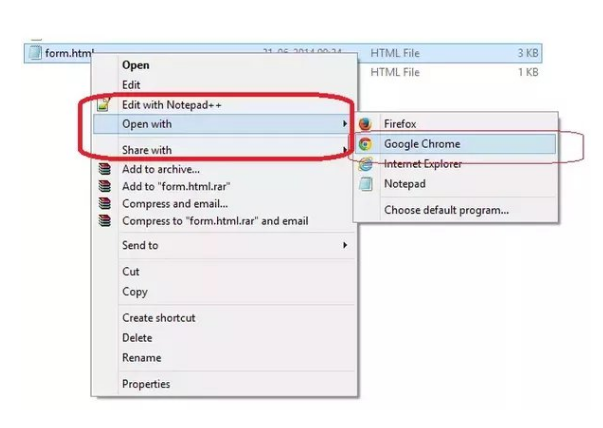 form.html 21-06-2014 09:34 HTML File 3 KB
HTML File 1 KB
Open
Edit
Edit with Notepad++
Open with
Share with
Add to archive...
Add to "form.html.rar"
Compress and email...
Compress to "form.html.rar" and email
Send to
Cut
Copy
Create shortcut
Delete
Rename
Properties
Firefox
Google Chrome
Internet Explorer
Notepad
Choose default program...